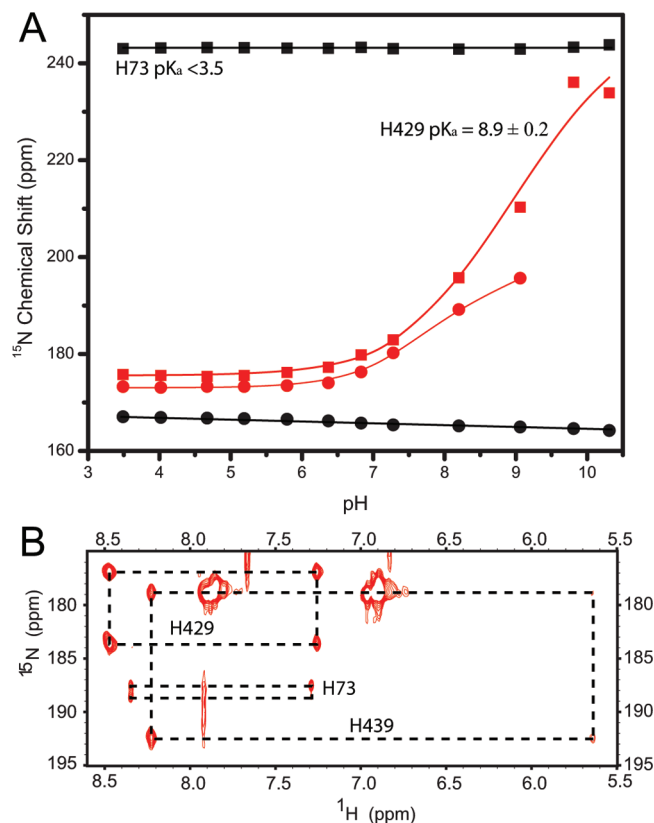 A
240
220
200
180
160
¹⁵N Chemical Shift (ppm)
H73 pKₐ <3.5
H429 pKₐ = 8.9 ± 0.2
3 4 5 6 7 8 9 10
pH
B
8.5 8.0 7.5 7.0 6.5 6.0 5.5
180 180
185 185
190 190
195 195
¹⁵N (ppm)
H429
H73
H439
8.5 8.0 7.5 7.0 6.5 6.0 5.5
¹H (ppm)